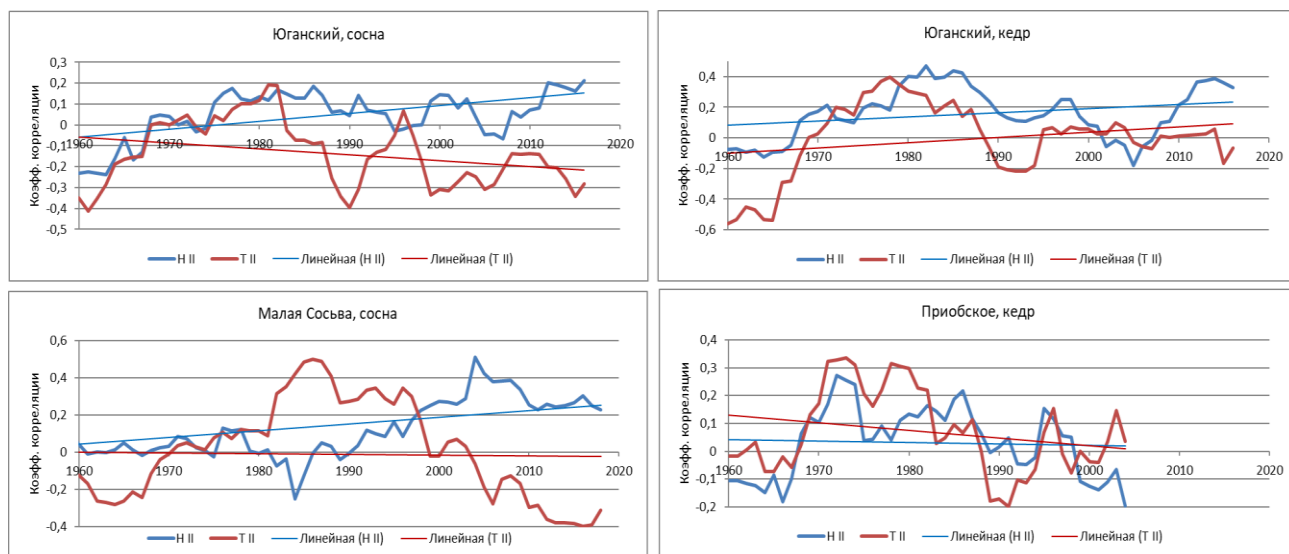 Юганский, сосна
Коэфф. корреляции
0,3
0,2
0,1
0
-0,1
-0,2
-0,3
-0,4
-0,5
1960 1970 1980 1990 2000 2010 2020
Н II Т II Линейная (Н II) Линейная (Т II)
Юганский, кедр
Коэфф. корреляции
0,4
0,2
0
-0,2
-0,4
-0,6
1960 1970 1980 1990 2000 2010 2020
Н II Т II Линейная (Н II) Линейная (Т II)
Малая Сосьва, сосна
Коэфф. корреляции
0,6
0,4
0,2
0
-0,2
-0,4
1960 1970 1980 1990 2000 2010 2020
Н II Т II Линейная (Н II) Линейная (Т II)
Приобское, кедр
Коэфф. корреляции
0,4
0,3
0,2
0,1
0
-0,1
-0,2
1960 1970 1980 1990 2000 2010 2020
Н II Т II Линейная (Н II) Линейная (Т II)